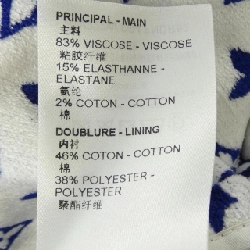 PRINCIPAL - MAIN
主料
83% VISCOSE - VISCOSE
粘胶纤维
15% ELASTHANNE -
ELASTANE
氨纶
2% COTON - COTTON
棉
DOUBLURE - LINING
内衬
46% COTON - COTTON
棉
38% POLYESTER -
POLYESTER
聚酯纤维